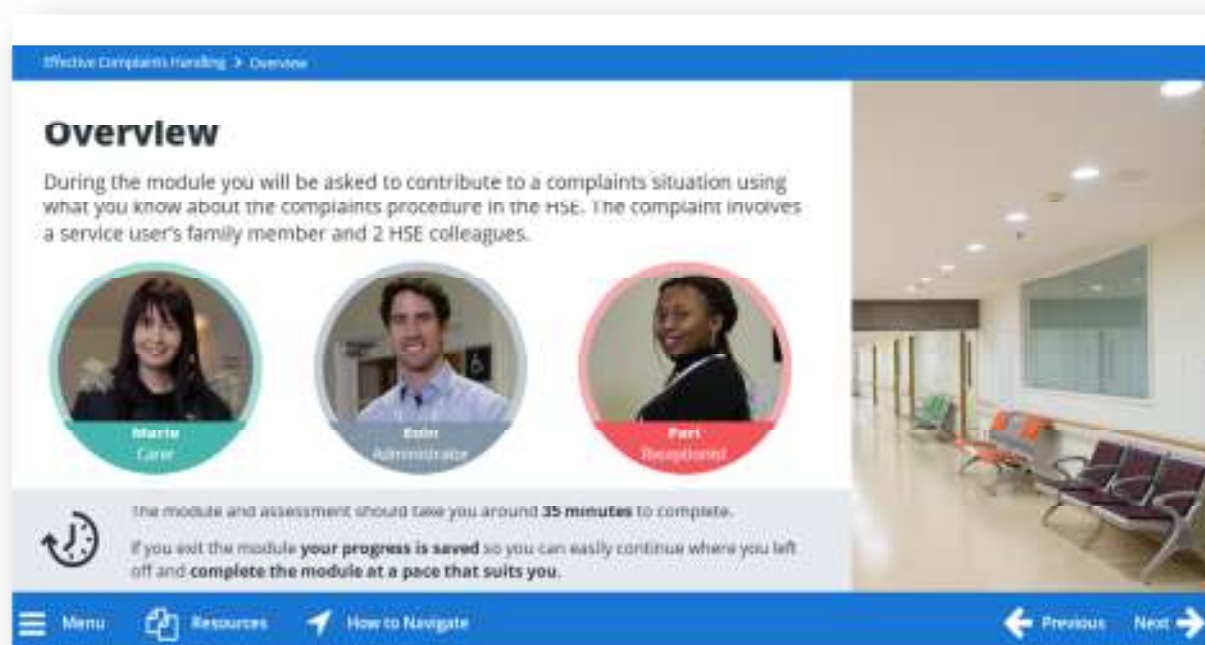 Effective Complaints Handling > Overview
Overview
During the module you will be asked to contribute to a complaints situation using
what you know about the complaints procedure in the HSE. The complaint involves
a service user's family member and 2 HSE colleagues.
Marie
Carer
Eoin
Administrator
Pari
Receptionist
The module and assessment should take you around 35 minutes to complete.
If you exit the module your progress is saved so you can easily continue where you left
off and complete the module at a pace that suits you.
Menu
Resources
How to Navigate
Previous
Next